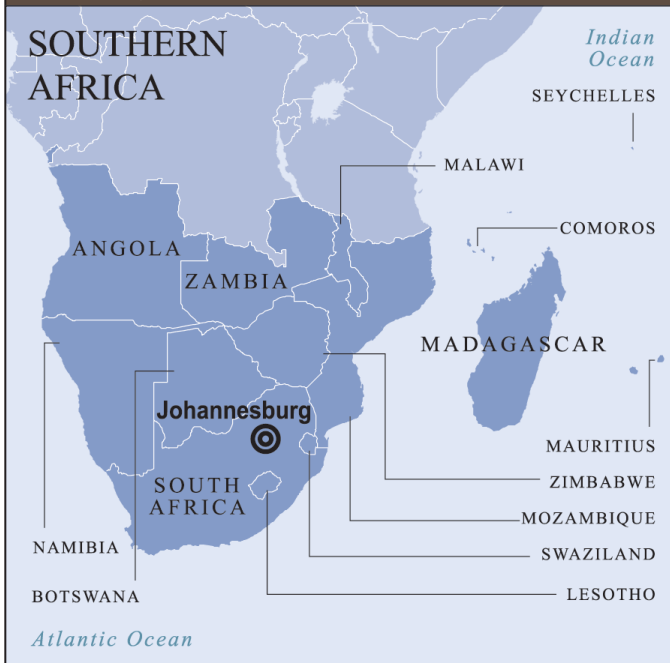 SOUTHERN
AFRICA
Indian
Ocean
SEYCHELLES
MALAWI
COMOROS
ANGOLA
ZAMBIA
MADAGASCAR
Johannesburg
MAURITIUS
SOUTH
AFRICA
ZIMBABWE
MOZAMBIQUE
NAMIBIA
SWAZILAND
BOTSWANA
LESOTHO
Atlantic Ocean